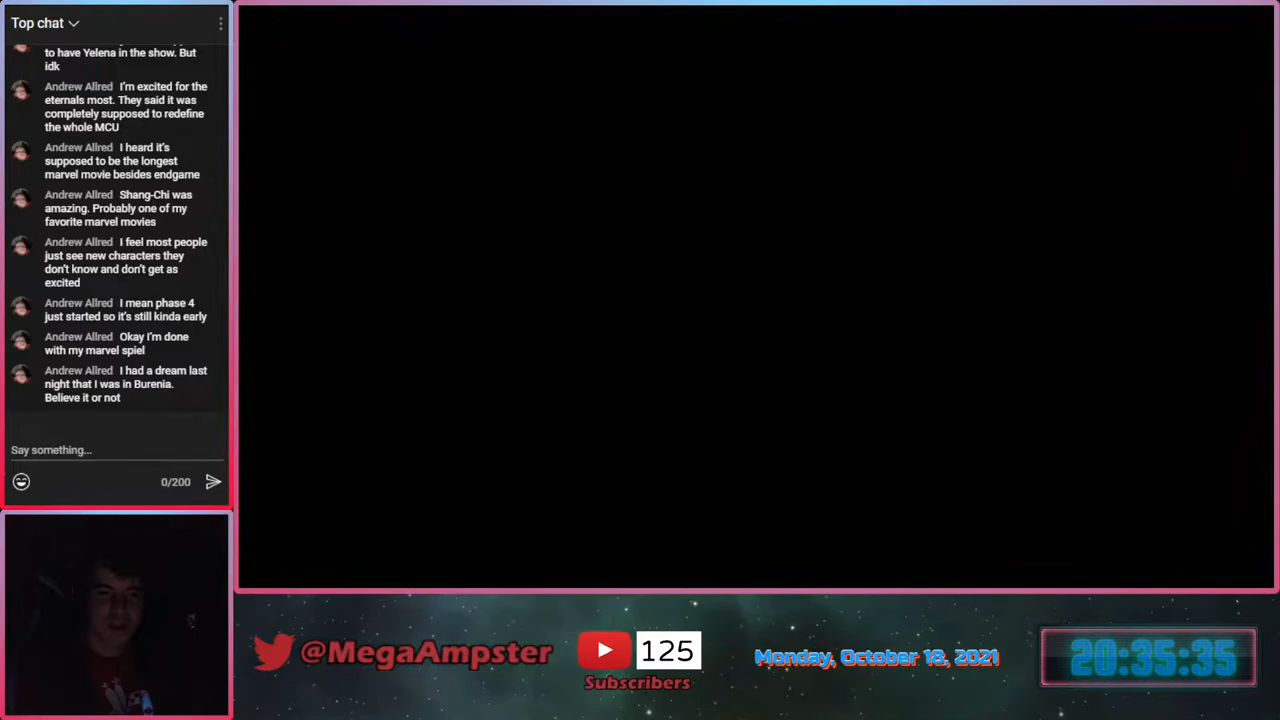 Top chat
to have Yelena in the show. But
idk
Andrew Allred I'm excited for the
eternals most. They said it was
completely supposed to redefine
the whole MCU
Andrew Allred I heard it's
supposed to be the longest
marvel movie besides endgame
Andrew Allred Shang-Chi was
amazing. Probably one of my
favorite marvel movies
Andrew Allred I feel most people
just see new characters they
don't know and don't get as
excited
Andrew Allred I mean phase 4
just started so it's still kinda early
Andrew Allred Okay I'm done
with my marvel spiel
Andrew Allred I had a dream last
night that I was in Burenia.
Believe it or not
Say something...
0/200
@MegaAmpster
125
Subscribers
Monday, October 18, 2021
20:35:35